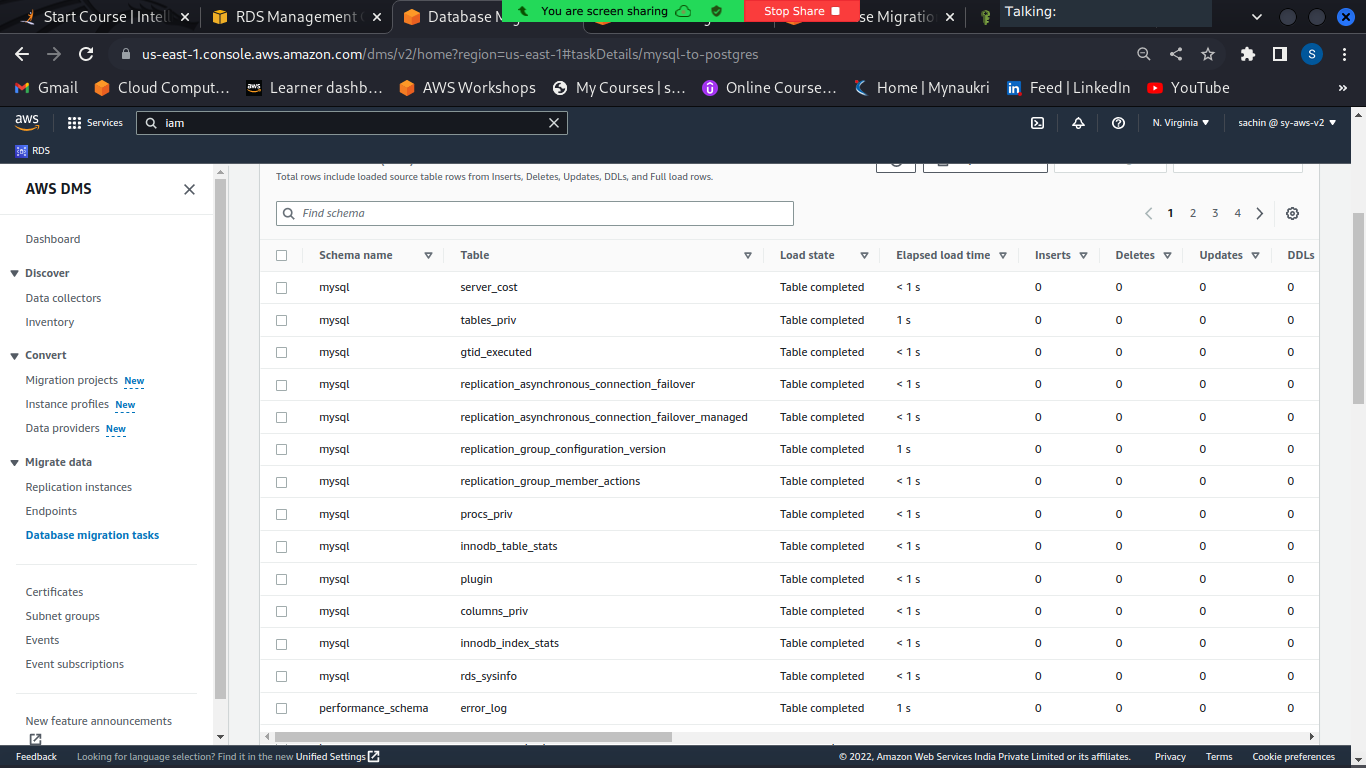 Start Course | Intell
RDS Management
Database
You are screen sharing
Stop Share
Migration
Talking:
us-east-1.console.aws.amazon.com/dms/v2/home?region=us-east-1#taskDetails/mysql-to-postgres
S
Gmail
Cloud Comput...
aws
Learner dashb...
AWS Workshops
My Courses | s...
Online Course...
Home | Mynaukri
Feed | LinkedIn
YouTube
»
aws
Services
iam
N. Virginia
sachin @ sy-aws-v2
RDS
AWS DMS
Dashboard
Discover
Data collectors
Inventory
Convert
Migration projects New
Instance profiles New
Data providers New
Migrate data
Replication instances
Endpoints
Database migration tasks
Certificates
Subnet groups
Events
Event subscriptions
New feature announcements
Total rows include loaded source table rows from Inserts, Deletes, Updates, DDLs, and Full load rows.
Find schema
1 2 3 4
Schema name Table Load state Elapsed load time Inserts Deletes Updates DDLs
mysql server_cost Table completed < 1 s 0 0 0 0
mysql tables_priv Table completed 1 s 0 0 0 0
mysql gtid_executed Table completed < 1 s 0 0 0 0
mysql replication_asynchronous_connection_failover Table completed < 1 s 0 0 0 0
mysql replication_asynchronous_connection_failover_managed Table completed < 1 s 0 0 0 0
mysql replication_group_configuration_version Table completed 1 s 0 0 0 0
mysql replication_group_member_actions Table completed < 1 s 0 0 0 0
mysql procs_priv Table completed < 1 s 0 0 0 0
mysql innodb_table_stats Table completed < 1 s 0 0 0 0
mysql plugin Table completed < 1 s 0 0 0 0
mysql columns_priv Table completed < 1 s 0 0 0 0
mysql innodb_index_stats Table completed < 1 s 0 0 0 0
mysql rds_sysinfo Table completed < 1 s 0 0 0 0
performance_schema error_log Table completed 1 s 0 0 0 0
Feedback
Looking for language selection? Find it in the new Unified Settings
© 2022, Amazon Web Services India Private Limited or its affiliates.
Privacy
Terms
Cookie preferences